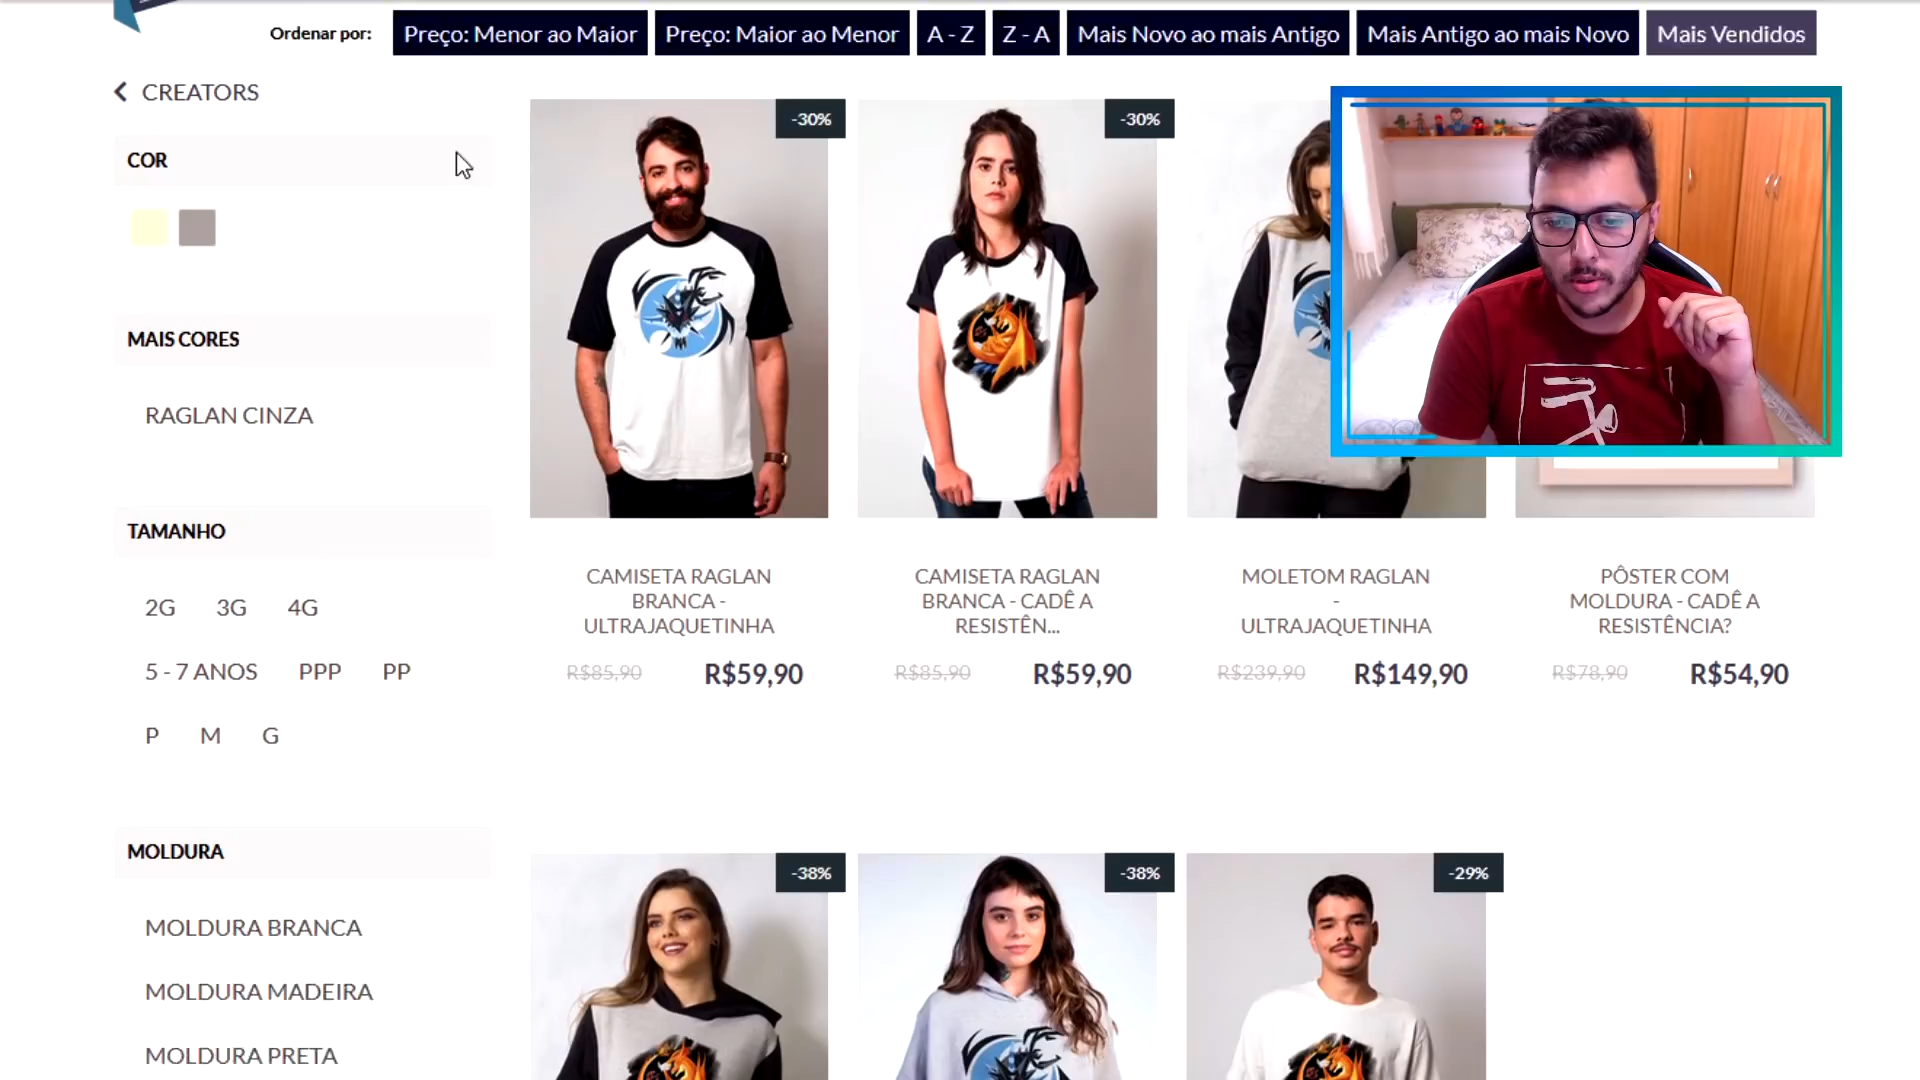 Ordenar por:
Preço: Menor ao Maior
Preço: Maior ao Menor
A - Z
Z - A
Mais Novo ao mais Antigo
Mais Antigo ao mais Novo
Mais Vendidos
CREATORS
COR
MAIS CORES
RAGLAN CINZA
TAMANHO
2G 3G 4G
5 - 7 ANOS PPP PP
P M G
MOLDURA
MOLDURA BRANCA
MOLDURA MADEIRA
MOLDURA PRETA
-30%
-30%
CAMISETA RAGLAN
BRANCA -
ULTRAJAQUETINHA
R$85,90 R$59,90
CAMISETA RAGLAN
BRANCA - CADÊ A
RESISTÊN...
R$85,90 R$59,90
MOLETOM RAGLAN
-
ULTRAJAQUETINHA
R$239,90 R$149,90
PÔSTER COM
MOLDURA - CADÊ A
RESISTÊNCIA?
R$78,90 R$54,90
-38%
-38%
-29%